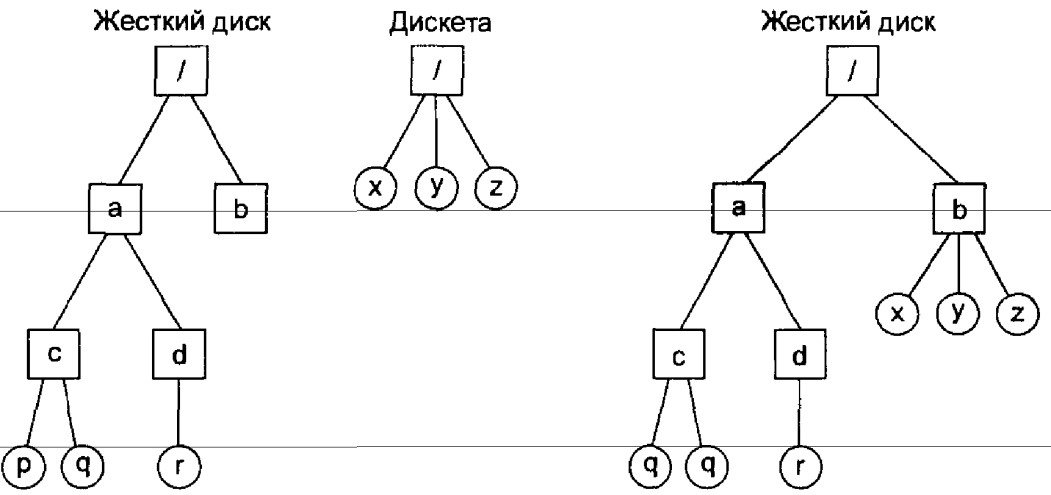 Жесткий диск Дискета Жесткий диск
/ / /
x y z
a b a b
x y z
c d c d
p q r q q r